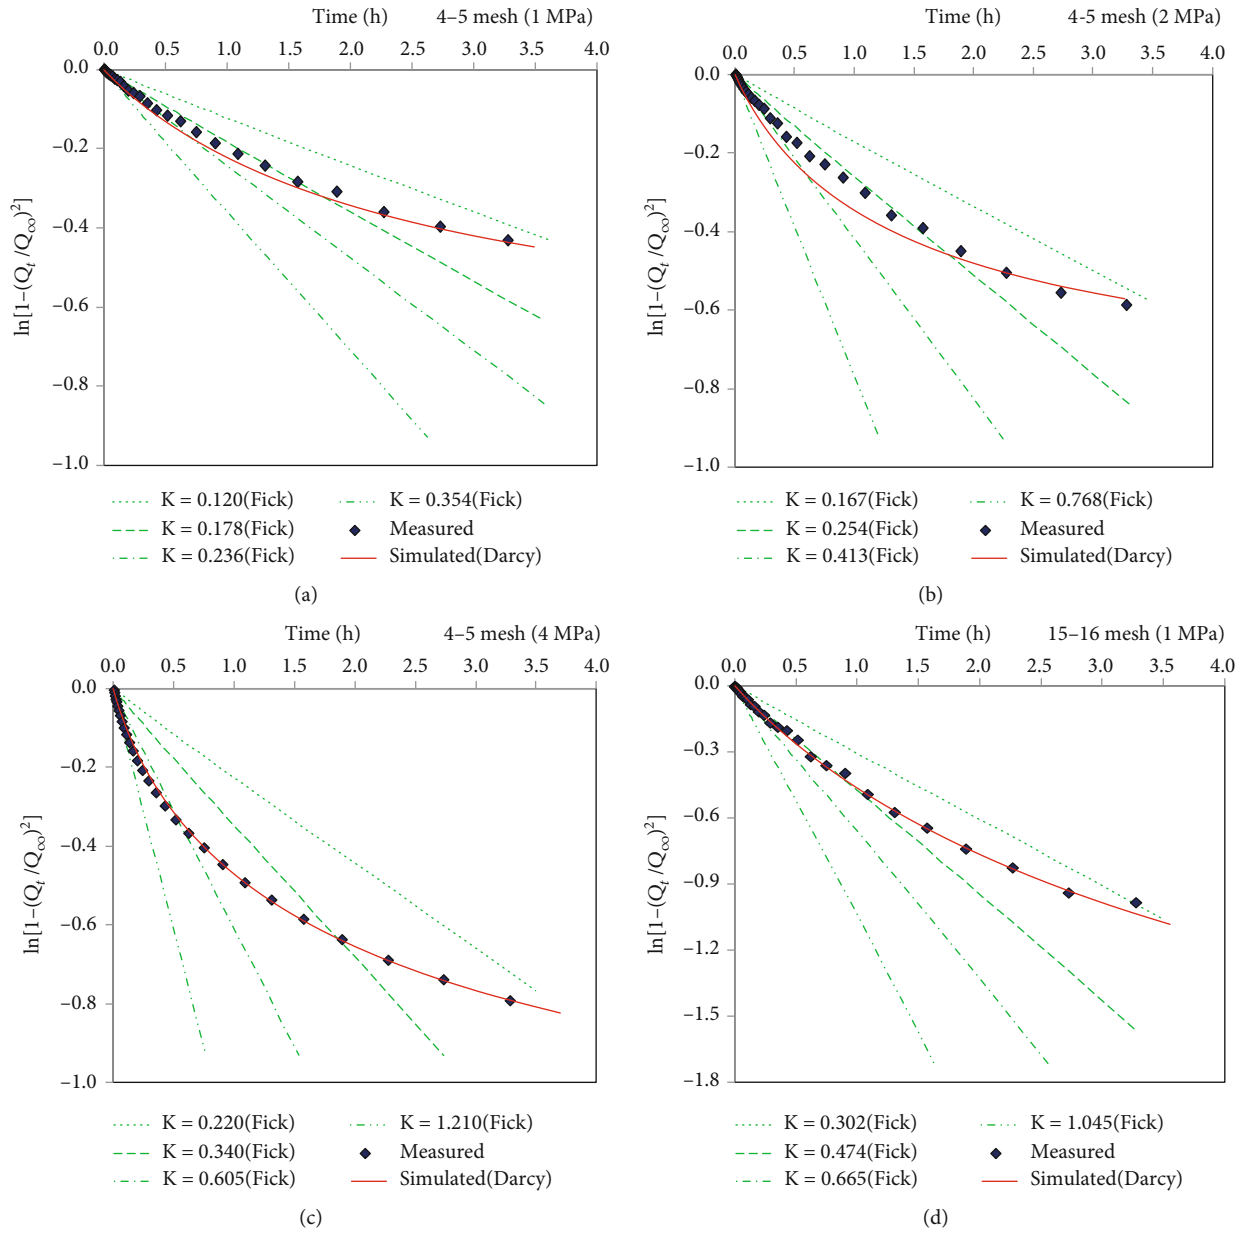 Time (h) 4–5 mesh (1 MPa)
0.0 0.5 1.0 1.5 2.0 2.5 3.0 3.5 4.0
0.0
–0.2
–0.4
–0.6
–0.8
–1.0
ln[1–(Qt/Q∞)²]
K = 0.120(Fick) K = 0.354(Fick)
K = 0.178(Fick) Measured
K = 0.236(Fick) Simulated(Darcy)
(a)
Time (h) 4-5 mesh (2 MPa)
0.0 0.5 1.0 1.5 2.0 2.5 3.0 3.5 4.0
0.0
–0.2
–0.4
–0.6
–0.8
–1.0
ln[1–(Qt/Q∞)²]
K = 0.167(Fick) K = 0.768(Fick)
K = 0.254(Fick) Measured
K = 0.413(Fick) Simulated(Darcy)
(b)
Time (h) 4–5 mesh (4 MPa)
0.0 0.5 1.0 1.5 2.0 2.5 3.0 3.5 4.0
0.0
–0.2
–0.4
–0.6
–0.8
–1.0
ln[1–(Qt/Q∞)²]
K = 0.220(Fick) K = 1.210(Fick)
K = 0.340(Fick) Measured
K = 0.605(Fick) Simulated(Darcy)
(c)
Time (h) 15–16 mesh (1 MPa)
0.0 0.5 1.0 1.5 2.0 2.5 3.0 3.5 4.0
0.0
–0.3
–0.6
–0.9
–1.2
–1.5
–1.8
ln[1–(Qt/Q∞)²]
K = 0.302(Fick) K = 1.045(Fick)
K = 0.474(Fick) Measured
K = 0.665(Fick) Simulated(Darcy)
(d)